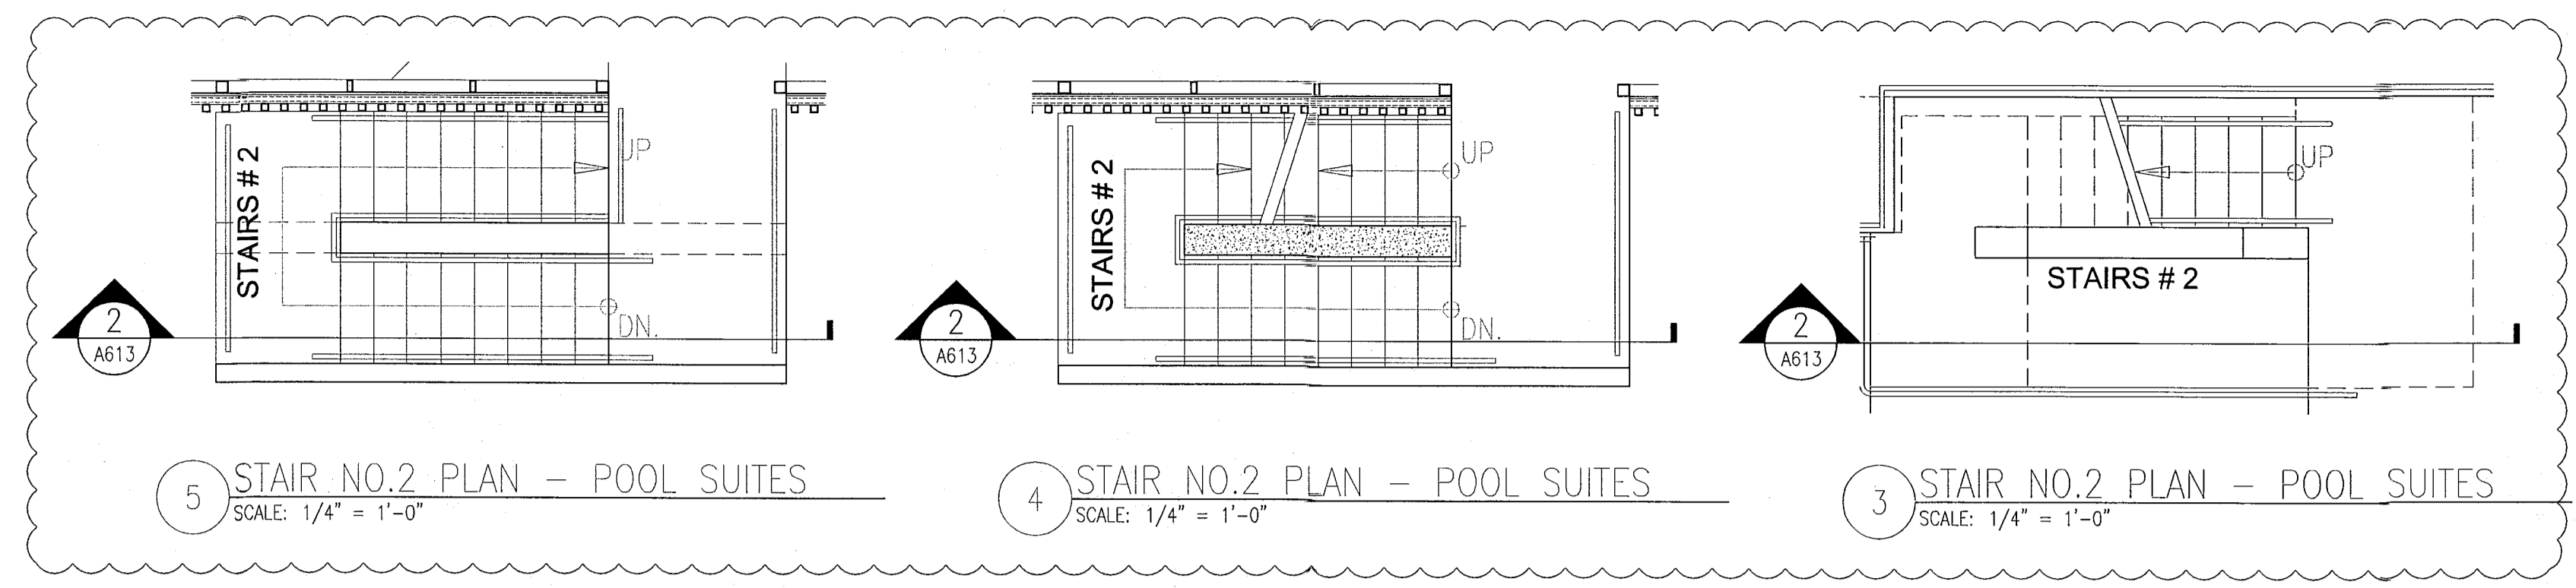 STAIRS # 2
UP
DN.
2
A613
5
STAIR NO.2 PLAN – POOL SUITES
SCALE: 1/4" = 1'-0"
STAIRS # 2
UP
DN.
2
A613
4
STAIR NO.2 PLAN – POOL SUITES
SCALE: 1/4" = 1'-0"
UP
STAIRS # 2
2
A613
3
STAIR NO.2 PLAN – POOL SUITES
SCALE: 1/4" = 1'-0"